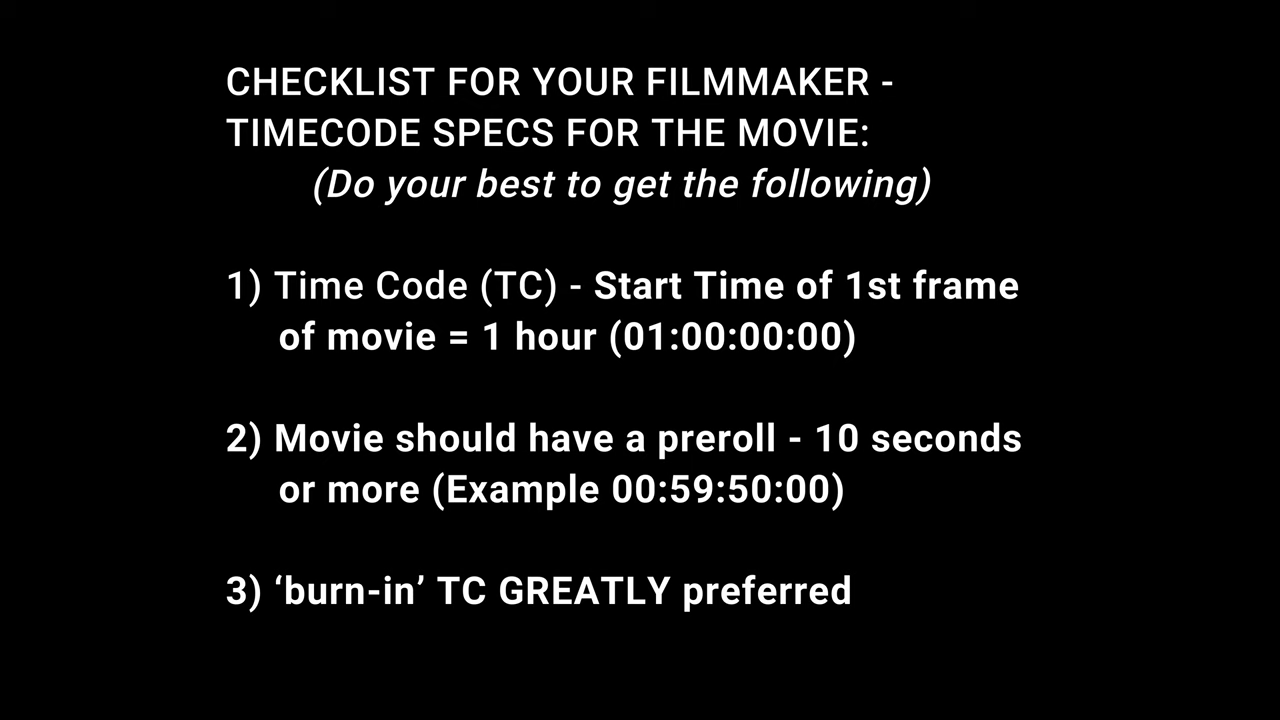 CHECKLIST FOR YOUR FILMMAKER -
TIMECODE SPECS FOR THE MOVIE:
(Do your best to get the following)
1) Time Code (TC) - Start Time of 1st frame
of movie = 1 hour (01:00:00:00)
2) Movie should have a preroll - 10 seconds
or more (Example 00:59:50:00)
3) ‘burn-in’ TC GREATLY preferred